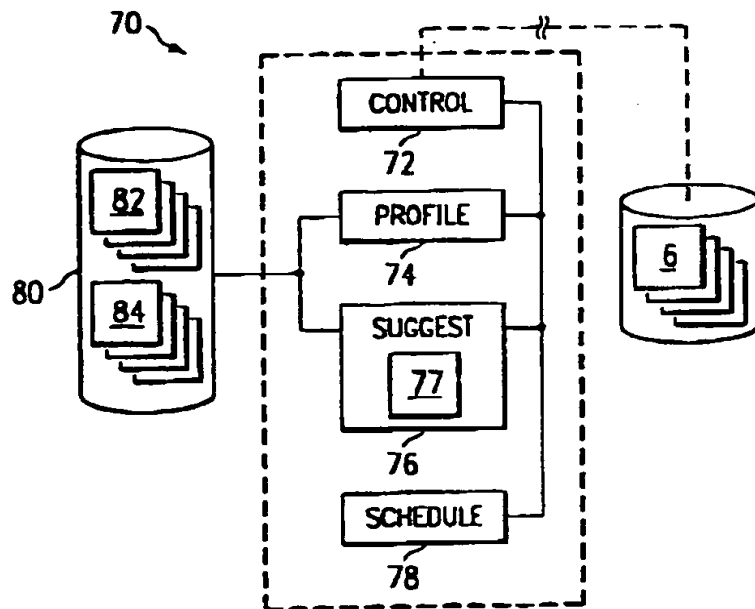 70
CONTROL
72
82
PROFILE
6
80
74
84
SUGGEST
77
76
SCHEDULE
78